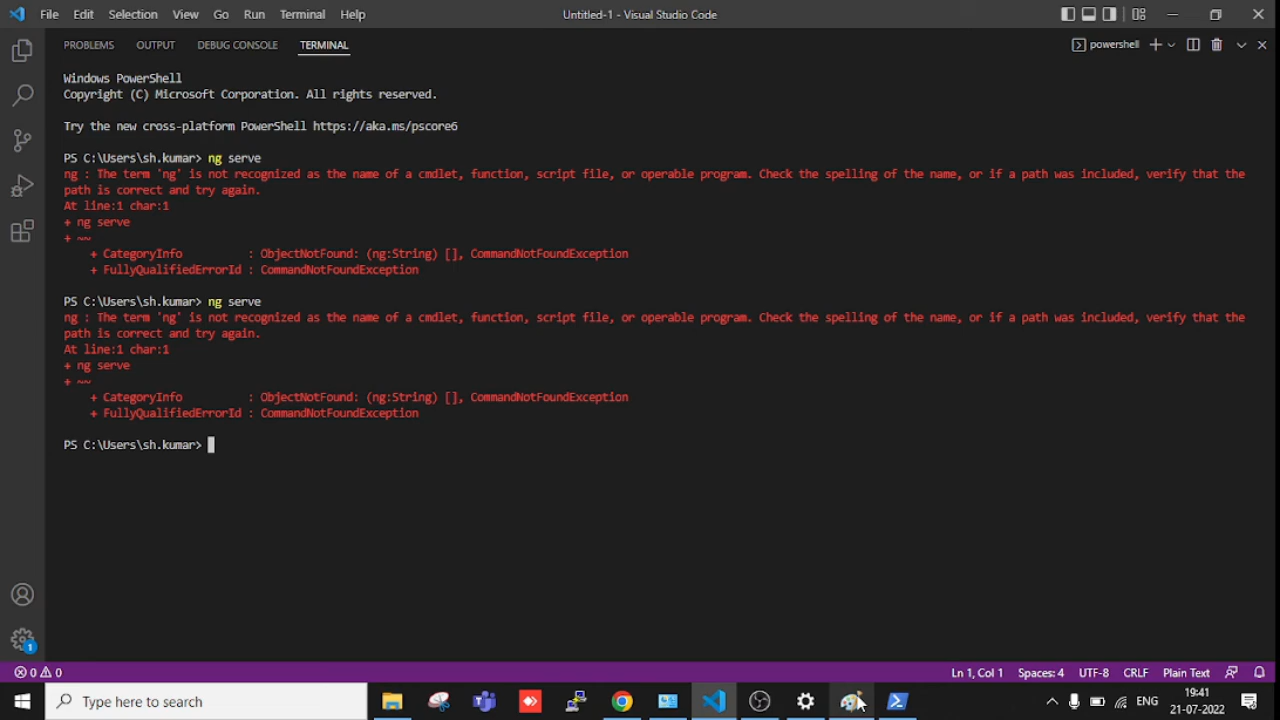 File Edit Selection View Go Run Terminal Help
Untitled-1 - Visual Studio Code
PROBLEMS OUTPUT DEBUG CONSOLE TERMINAL
powershell
Windows PowerShell
Copyright (C) Microsoft Corporation. All rights reserved.
Try the new cross-platform PowerShell https://aka.ms/pscore6
PS C:\Users\sh.kumar> ng serve
ng : The term 'ng' is not recognized as the name of a cmdlet, function, script file, or operable program. Check the spelling of the name, or if a path was included, verify that the
path is correct and try again.
At line:1 char:1
+ ng serve
+ ~~
    + CategoryInfo          : ObjectNotFound: (ng:String) [], CommandNotFoundException
    + FullyQualifiedErrorId : CommandNotFoundException
PS C:\Users\sh.kumar> ng serve
ng : The term 'ng' is not recognized as the name of a cmdlet, function, script file, or operable program. Check the spelling of the name, or if a path was included, verify that the
path is correct and try again.
At line:1 char:1
+ ng serve
+ ~~
    + CategoryInfo          : ObjectNotFound: (ng:String) [], CommandNotFoundException
    + FullyQualifiedErrorId : CommandNotFoundException
PS C:\Users\sh.kumar>
1
0 0
Ln 1, Col 1 Spaces: 4 UTF-8 CRLF Plain Text
Type here to search
ENG
19:41
21-07-2022